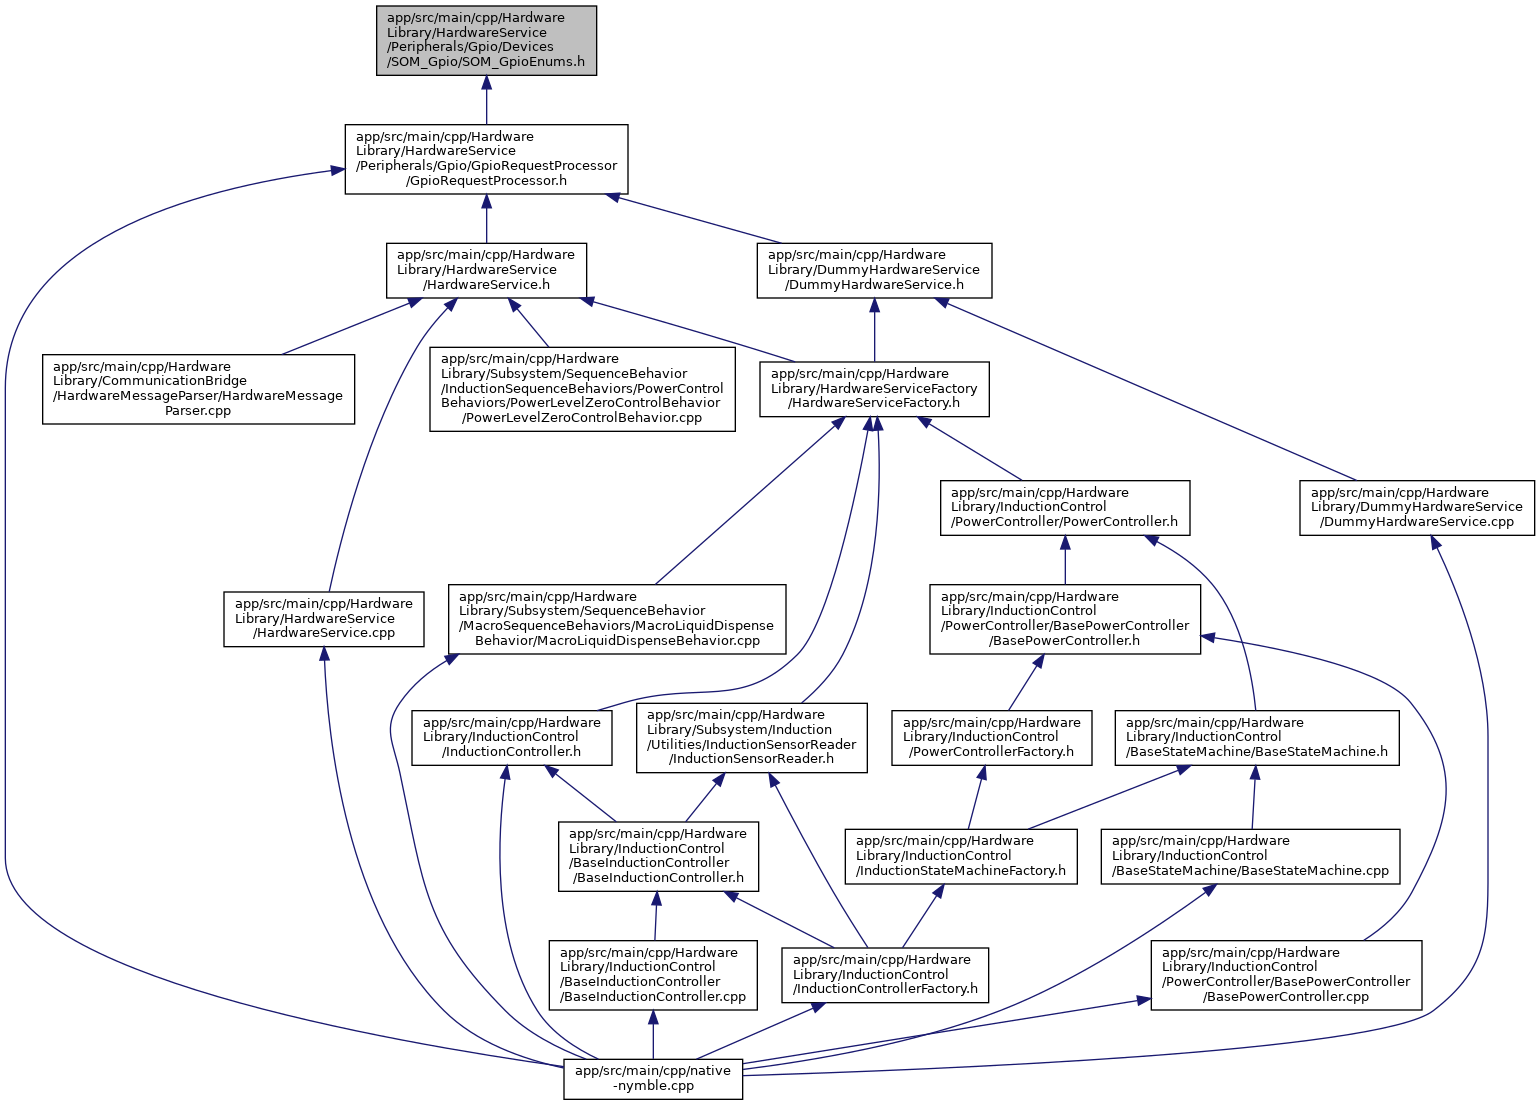 app/src/main/cpp/Hardware
Library/HardwareService
/Peripherals/Gpio/Devices
/SOM_Gpio/SOM_GpioEnums.h
app/src/main/cpp/Hardware
Library/HardwareService
/Peripherals/Gpio/GpioRequestProcessor
/GpioRequestProcessor.h
app/src/main/cpp/Hardware
Library/HardwareService
/HardwareService.h
app/src/main/cpp/Hardware
Library/DummyHardwareService
/DummyHardwareService.h
app/src/main/cpp/Hardware
Library/CommunicationBridge
/HardwareMessageParser/HardwareMessage
Parser.cpp
app/src/main/cpp/Hardware
Library/Subsystem/SequenceBehavior
/InductionSequenceBehaviors/PowerControl
Behaviors/PowerLevelZeroControlBehavior
/PowerLevelZeroControlBehavior.cpp
app/src/main/cpp/Hardware
Library/HardwareServiceFactory
/HardwareServiceFactory.h
app/src/main/cpp/Hardware
Library/InductionControl
/PowerController/PowerController.h
app/src/main/cpp/Hardware
Library/DummyHardwareService
/DummyHardwareService.cpp
app/src/main/cpp/Hardware
Library/HardwareService
/HardwareService.cpp
app/src/main/cpp/Hardware
Library/Subsystem/SequenceBehavior
/MacroSequenceBehaviors/MacroLiquidDispense
Behavior/MacroLiquidDispenseBehavior.cpp
app/src/main/cpp/Hardware
Library/InductionControl
/PowerController/BasePowerController
/BasePowerController.h
app/src/main/cpp/Hardware
Library/InductionControl
/InductionController.h
app/src/main/cpp/Hardware
Library/Subsystem/Induction
/Utilities/InductionSensorReader
/InductionSensorReader.h
app/src/main/cpp/Hardware
Library/InductionControl
/PowerControllerFactory.h
app/src/main/cpp/Hardware
Library/InductionControl
/BaseStateMachine/BaseStateMachine.h
app/src/main/cpp/Hardware
Library/InductionControl
/BaseInductionController
/BaseInductionController.h
app/src/main/cpp/Hardware
Library/InductionControl
/InductionStateMachineFactory.h
app/src/main/cpp/Hardware
Library/InductionControl
/BaseStateMachine/BaseStateMachine.cpp
app/src/main/cpp/Hardware
Library/InductionControl
/BaseInductionController
/BaseInductionController.cpp
app/src/main/cpp/Hardware
Library/InductionControl
/InductionControllerFactory.h
app/src/main/cpp/Hardware
Library/InductionControl
/PowerController/BasePowerController
/BasePowerController.cpp
app/src/main/cpp/native
-nymble.cpp